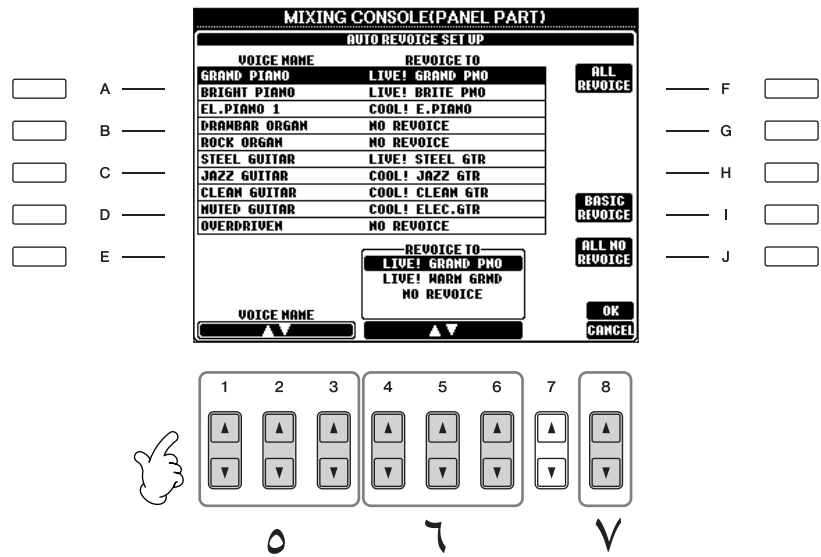 MIXING CONSOLE(PANEL PART)
AUTO REVOICE SET UP
VOICE NAME REVOICE TO
GRAND PIANO LIVE! GRAND PNO
BRIGHT PIANO LIVE! BRITE PNO
EL.PIANO 1 COOL! E.PIANO
DRAWBAR ORGAN NO REVOICE
ROCK ORGAN NO REVOICE
STEEL GUITAR LIVE! STEEL GTR
JAZZ GUITAR COOL! JAZZ GTR
CLEAN GUITAR COOL! CLEAN GTR
MUTED GUITAR COOL! ELEC.GTR
OVERDRIVEN NO REVOICE
ALL REVOICE
BASIC REVOICE
ALL NO REVOICE
REVOICE TO
LIVE! GRAND PNO
LIVE! WARM GRND
NO REVOICE
VOICE NAME
OK
CANCEL
A
B
C
D
E
F
G
H
I
J
1 2 3 4 5 6 7 8
٥ ٦ ٧